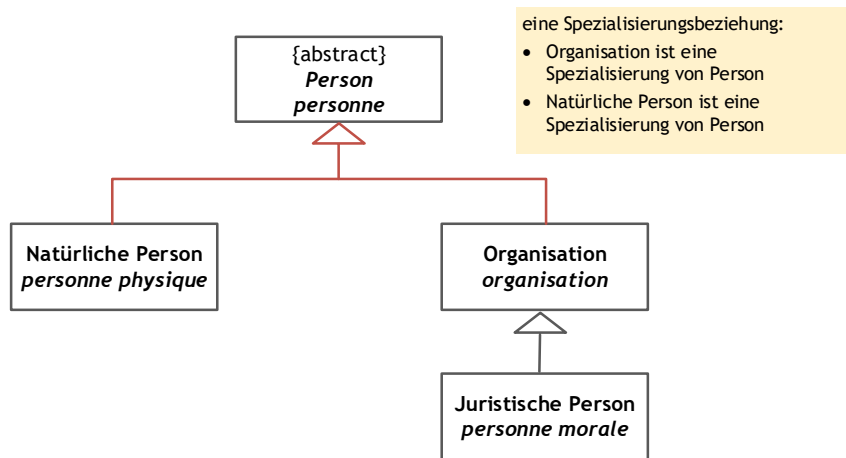 eine Spezialisierungsbeziehung:
• Organisation ist eine
Spezialisierung von Person
• Natürliche Person ist eine
Spezialisierung von Person
{abstract}
Person
personne
Natürliche Person
personne physique
Organisation
organisation
Juristische Person
personne morale